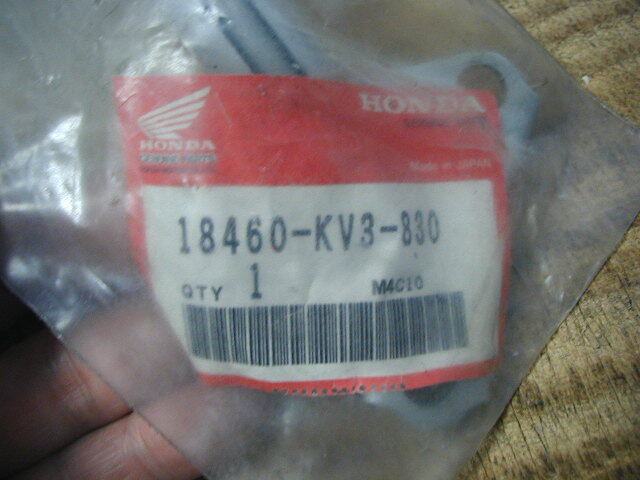 HONDA
HONDA
Made in JAPAN
18460-KV3-830
QTY 1 M4C10